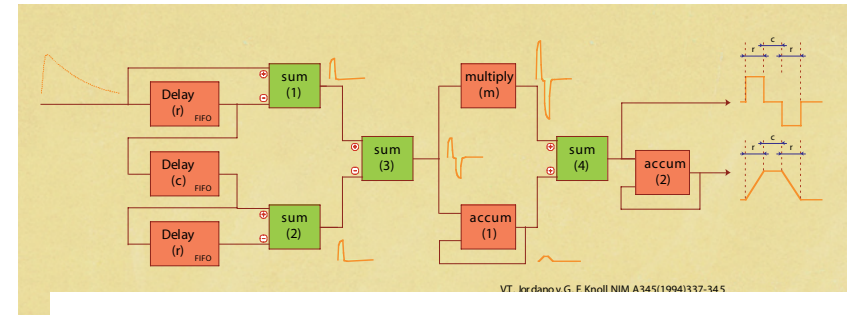 Delay
(r)
FIFO
sum
(1)
Delay
(c)
FIFO
Delay
(r)
FIFO
sum
(2)
sum
(3)
multiply
(m)
accum
(1)
sum
(4)
accum
(2)
c
r
r
c
r
r
VT. Jordanov, G. F. Knoll NIM A345(1994)337-345